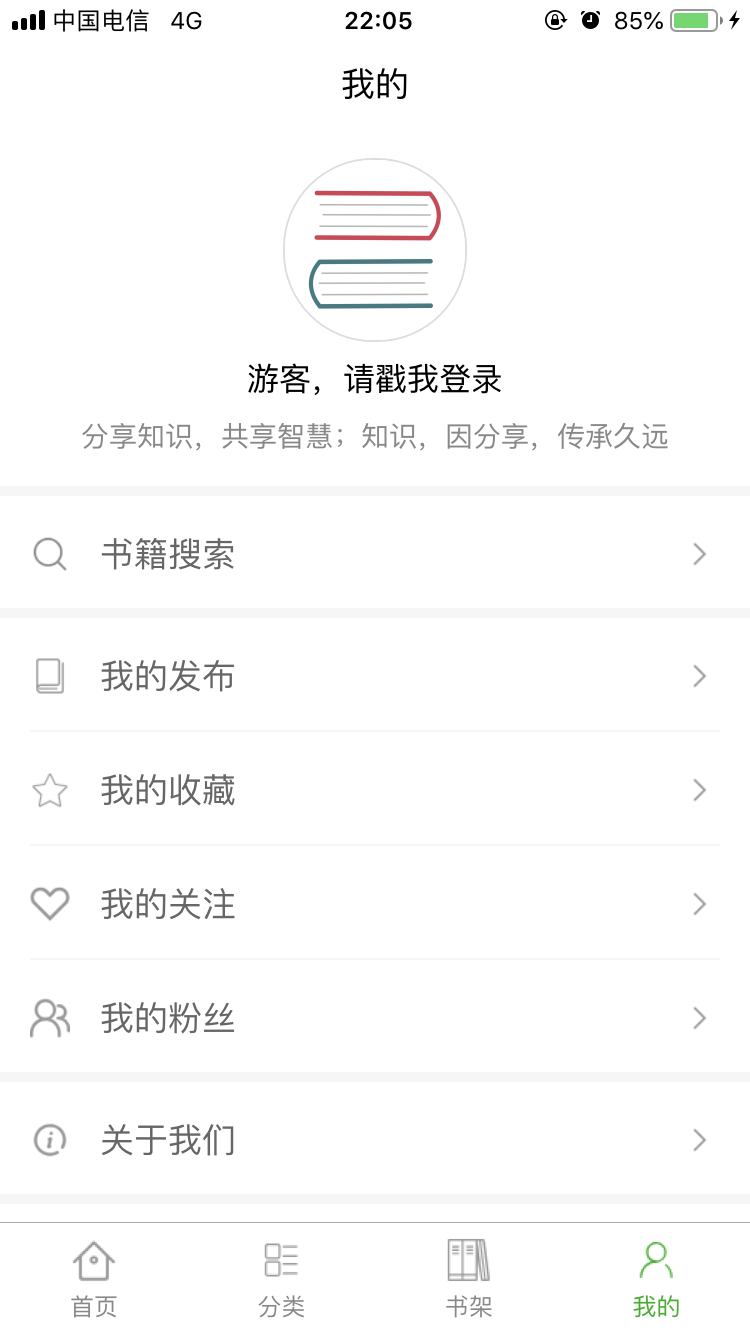 中国电信 4G 22:05 85%
我的
游客，请戳我登录
分享知识，共享智慧；知识，因分享，传承久远
书籍搜索
我的发布
我的收藏
我的关注
我的粉丝
关于我们
首页 分类 书架 我的